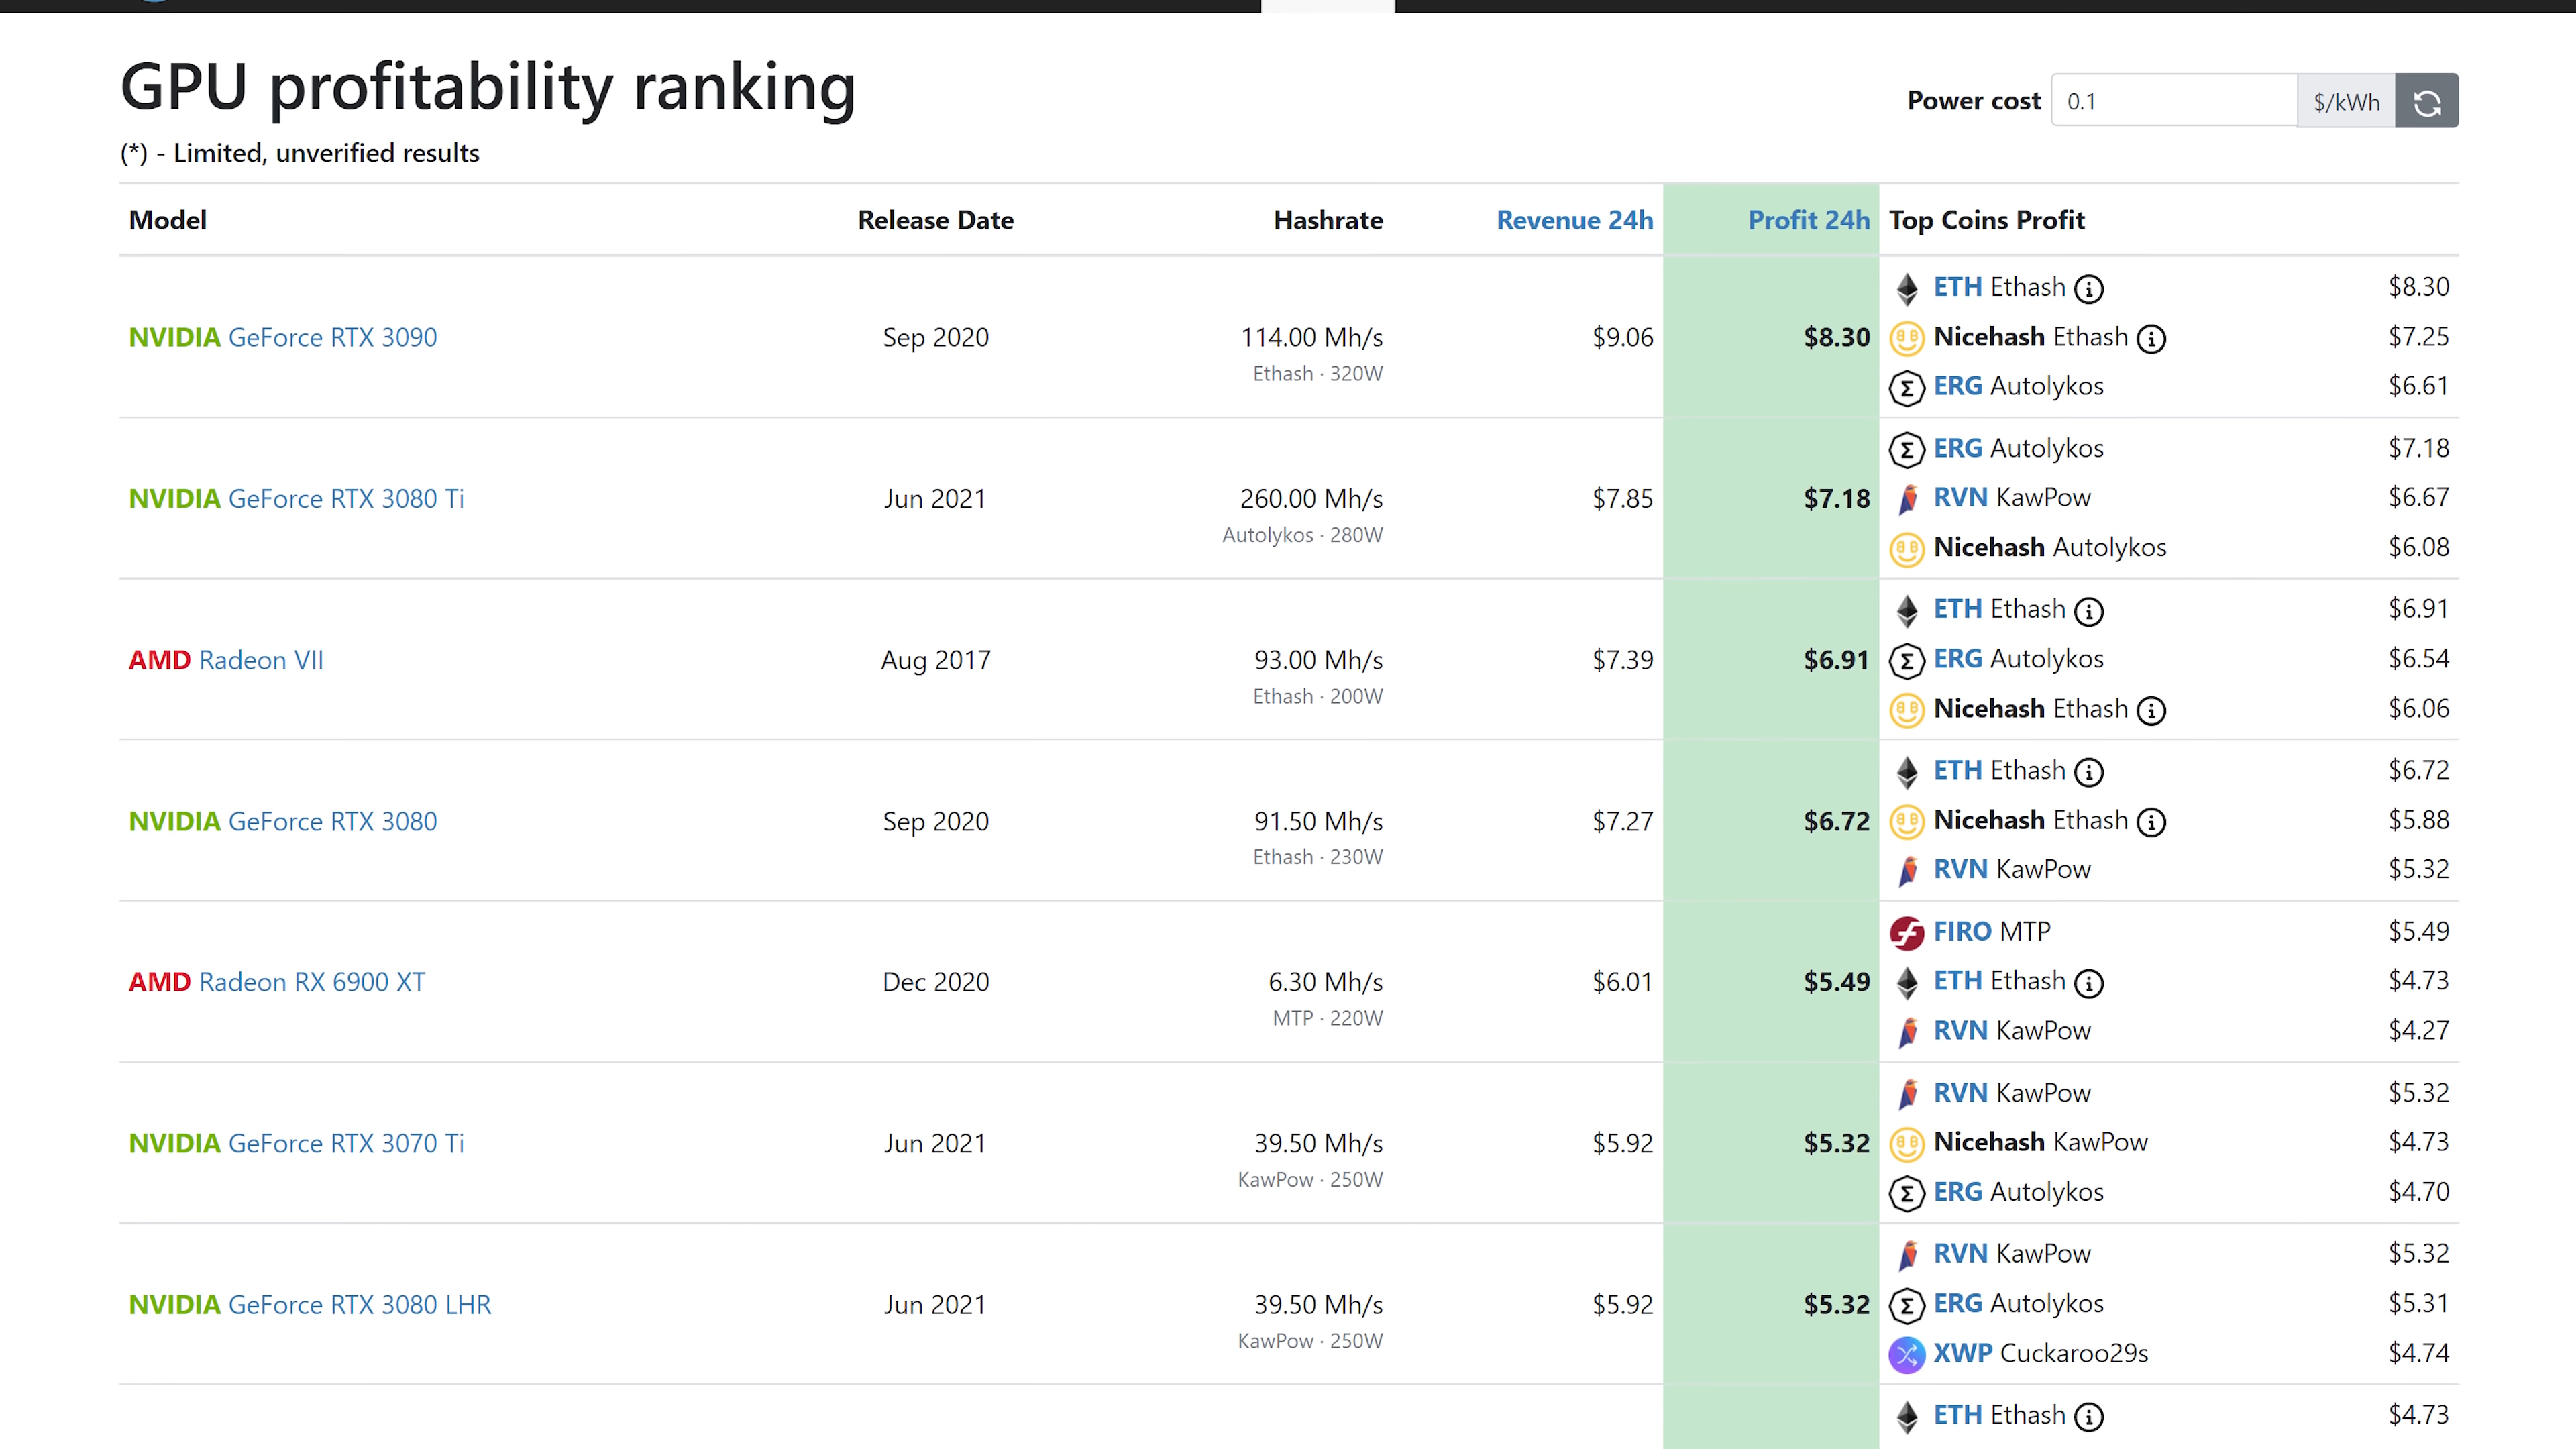 GPU profitability ranking
Power cost 0.1 $/kWh
(*) - Limited, unverified results
Model Release Date Hashrate Revenue 24h Profit 24h Top Coins Profit
NVIDIA GeForce RTX 3090 Sep 2020 114.00 Mh/s $9.06 $8.30
Ethash · 320W
ETH Ethash $8.30
Nicehash Ethash $7.25
ERG Autolykos $6.61
NVIDIA GeForce RTX 3080 Ti Jun 2021 260.00 Mh/s $7.85 $7.18
Autolykos · 280W
ERG Autolykos $7.18
RVN KawPow $6.67
Nicehash Autolykos $6.08
AMD Radeon VII Aug 2017 93.00 Mh/s $7.39 $6.91
Ethash · 200W
ETH Ethash $6.91
ERG Autolykos $6.54
Nicehash Ethash $6.06
NVIDIA GeForce RTX 3080 Sep 2020 91.50 Mh/s $7.27 $6.72
Ethash · 230W
ETH Ethash $6.72
Nicehash Ethash $5.88
RVN KawPow $5.32
AMD Radeon RX 6900 XT Dec 2020 6.30 Mh/s $6.01 $5.49
MTP · 220W
FIRO MTP $5.49
ETH Ethash $4.73
RVN KawPow $4.27
NVIDIA GeForce RTX 3070 Ti Jun 2021 39.50 Mh/s $5.92 $5.32
KawPow · 250W
RVN KawPow $5.32
Nicehash KawPow $4.73
ERG Autolykos $4.70
NVIDIA GeForce RTX 3080 LHR Jun 2021 39.50 Mh/s $5.92 $5.32
KawPow · 250W
RVN KawPow $5.32
ERG Autolykos $5.31
XWP Cuckaroo29s $4.74
ETH Ethash $4.73